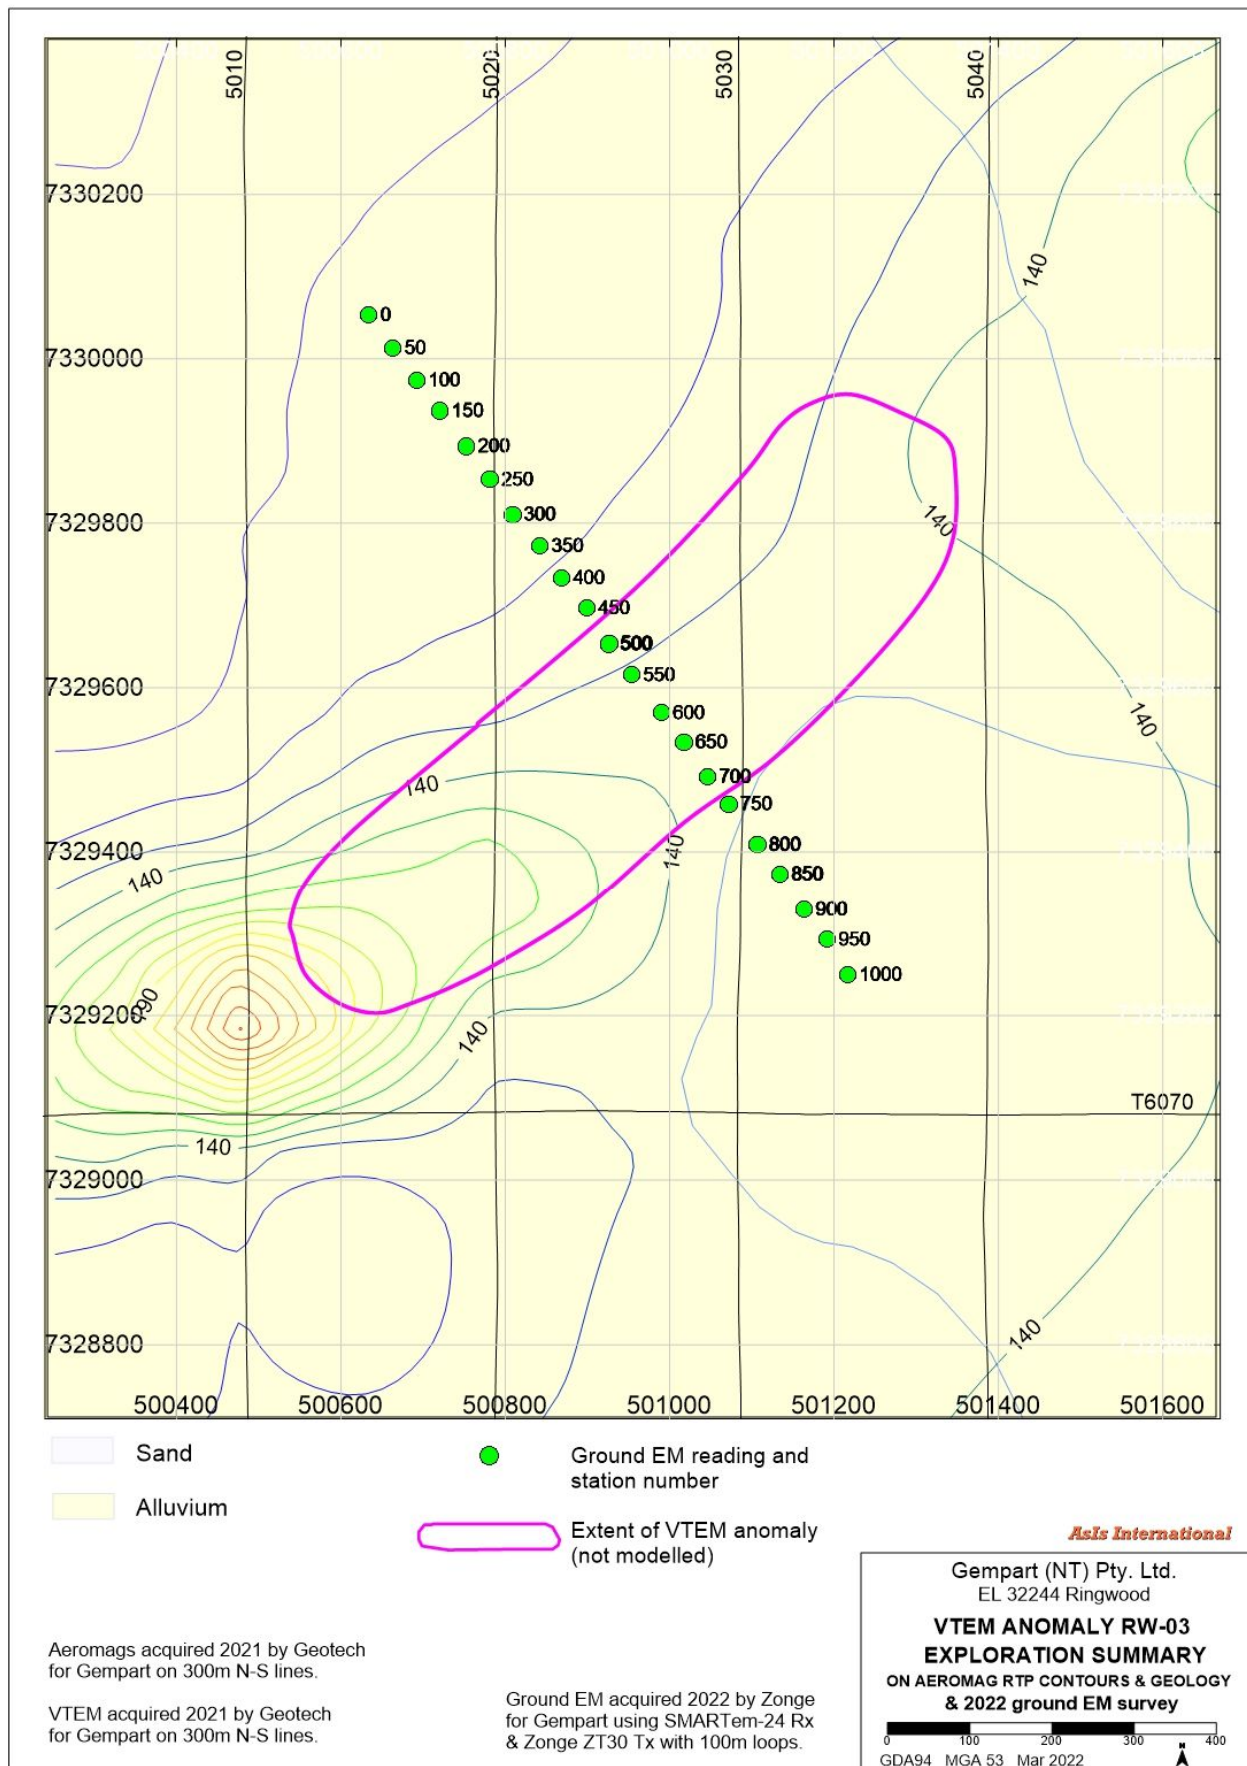 5010
5020
5030
5040
7330200
140
0
7330000
50
100
150
200
250
7329800
300
140
350
400
450
500
7329600
550
600
650
140
700
140
750
7329400
800
140
140
850
900
950
1000
190
7329200
140
T6070
140
7329000
7328800
140
500400
500600
500800
501000
501200
501400
501600
Sand
Alluvium
Ground EM reading and
station number
Extent of VTEM anomaly
(not modelled)
AsIs International
Gempart (NT) Pty. Ltd.
EL 32244 Ringwood
VTEM ANOMALY RW-03
EXPLORATION SUMMARY
ON AEROMAG RTP CONTOURS & GEOLOGY
& 2022 ground EM survey
0 100 200 300 400
GDA94 MGA 53 Mar 2022
N
Aeromags acquired 2021 by Geotech
for Gempart on 300m N-S lines.
VTEM acquired 2021 by Geotech
for Gempart on 300m N-S lines.
Ground EM acquired 2022 by Zonge
for Gempart using SMARTem-24 Rx
& Zonge ZT30 Tx with 100m loops.